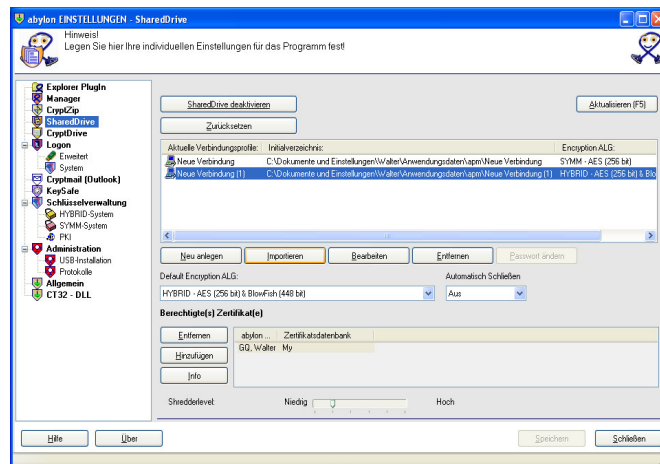 abylon EINSTELLUNGEN - SharedDrive
Hinweis!
Legen Sie hier Ihre individuellen Einstellungen für das Programm fest!
Explorer PlugIn
Manager
CryptZip
SharedDrive
CryptDrive
Logon
Erweitert
System
Cryptmail (Outlook)
KeySafe
Schlüsselverwaltung
HYBRID-System
SYMM-System
PKI
Administration
USB-Installation
Protokolle
Allgemein
CT32 - DLL
SharedDrive deaktivieren
Aktualisieren (F5)
Zurücksetzen
Aktuelle Verbindungsprofile: Initialverzeichnis: Encryption ALG:
Neue Verbindung C:\Dokumente und Einstellungen\Walter\Anwendungsdaten\apm\Neue Verbindung SYMM - AES (256 bit)
Neue Verbindung (1) C:\Dokumente und Einstellungen\Walter\Anwendungsdaten\apm\Neue Verbindung (1) HYBRID - AES (256 bit) & Blo
Neu anlegen Importieren Bearbeiten Entfernen Passwort ändern
Default Encryption ALG: Automatisch Schließen
HYBRID - AES (256 bit) & BlowFish (448 bit) Aus
Berechtigte(s) Zertifikat(e)
Entfernen
Hinzufügen
Info
abylon ... Zertifikatsdatenbank
GQ, Walter My
Shredderlevel: Niedrig Hoch
Hilfe Über Speichern Schließen